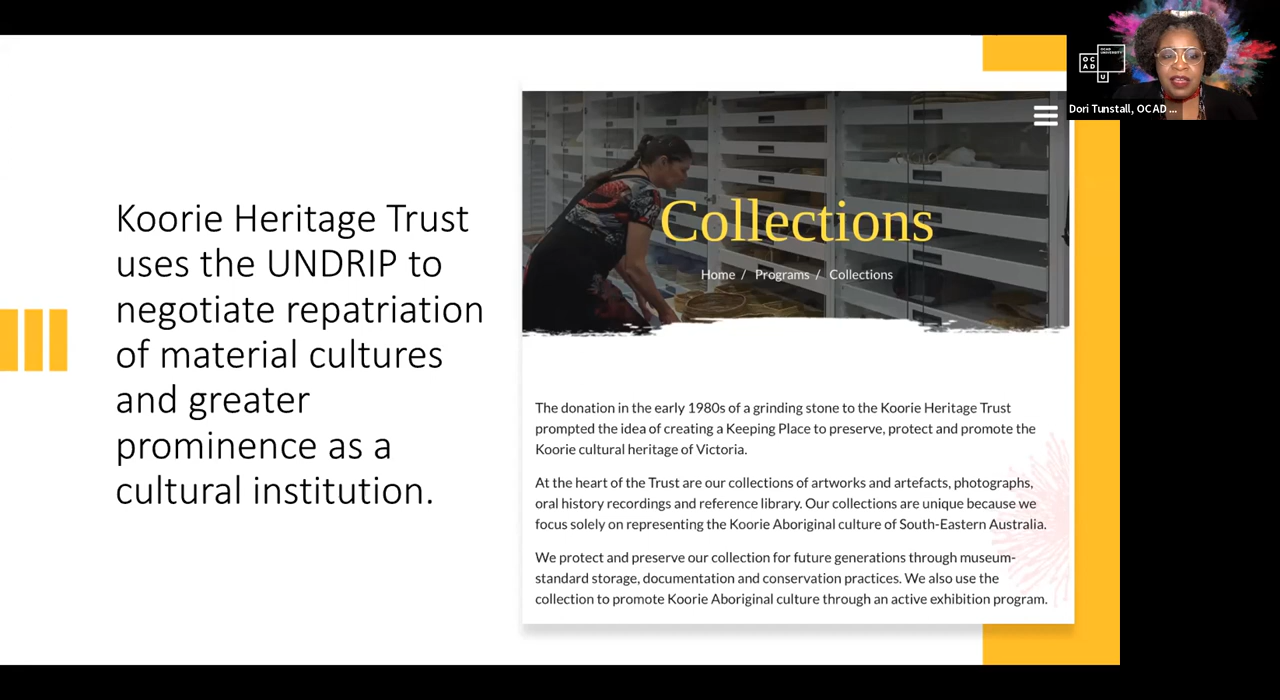 Koorie Heritage Trust
uses the UNDRIP to
negotiate repatriation
of material cultures
and greater
prominence as a
cultural institution.
Collections
Home / Programs / Collections
The donation in the early 1980s of a grinding stone to the Koorie Heritage Trust
prompted the idea of creating a Keeping Place to preserve, protect and promote the
Koorie cultural heritage of Victoria.
At the heart of the Trust are our collections of artworks and artefacts, photographs,
oral history recordings and reference library. Our collections are unique because we
focus solely on representing the Koorie Aboriginal culture of South-Eastern Australia.
We protect and preserve our collection for future generations through museum-
standard storage, documentation and conservation practices. We also use the
collection to promote Koorie Aboriginal culture through an active exhibition program.
OCAD
UNIVERSITY
O C
A D
U
Dori Tunstall, OCAD ...